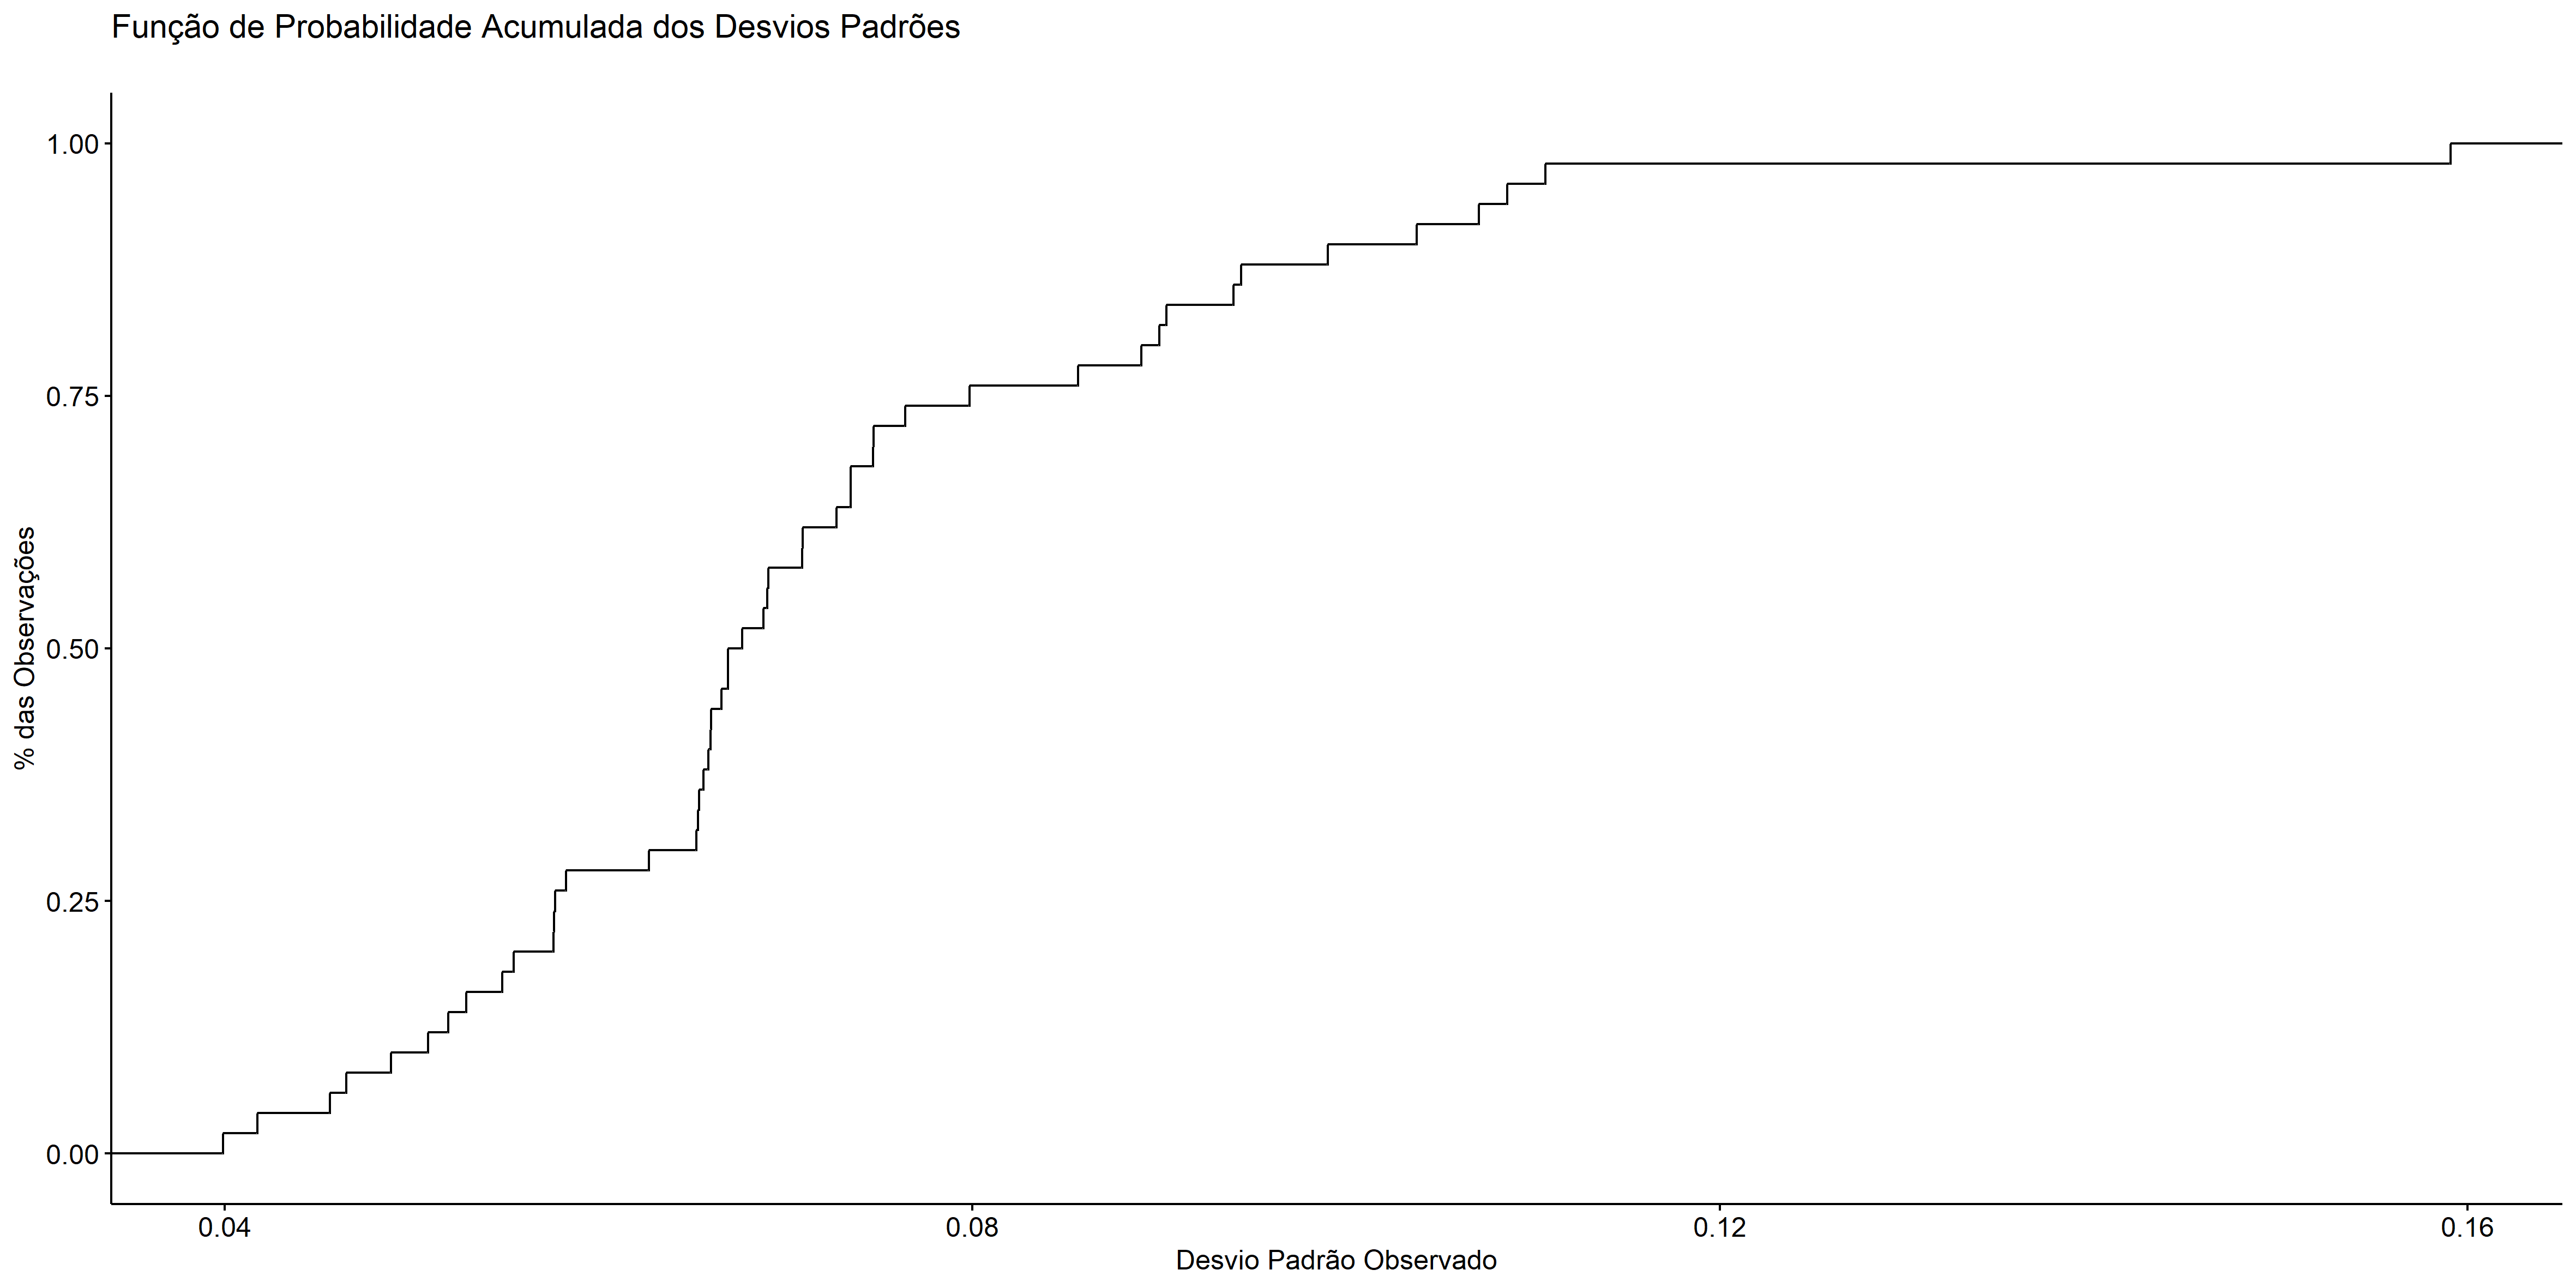 Função de Probabilidade Acumulada dos Desvios Padrões
1.00
0.75
0.50
0.25
0.00
% das Observações
0.04 0.08 0.12 0.16
Desvio Padrão Observado